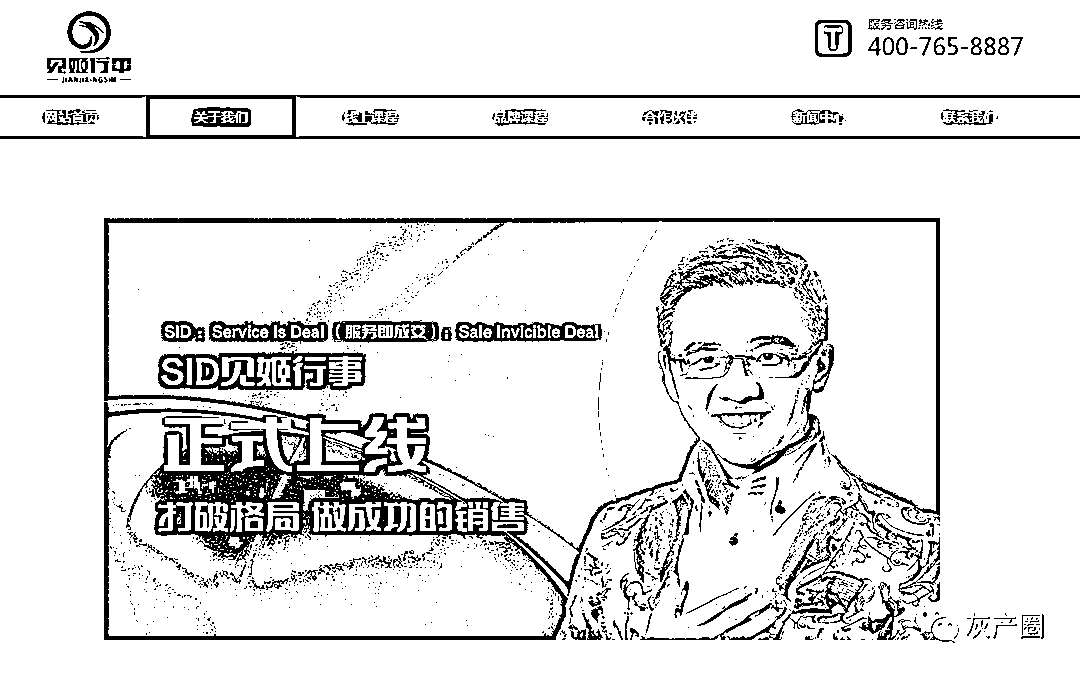 见姬行事
JIANJIXINGSHI
服务咨询热线
400-765-8887
网站首页 关于我们 线上课程 品牌课程 合作伙伴 新闻中心 联系我们
SID：Service Is Deal（服务即成交）；Sale Invicible Deal
SID见姬行事
正式上线
打破格局 做成功的销售
灰产圈